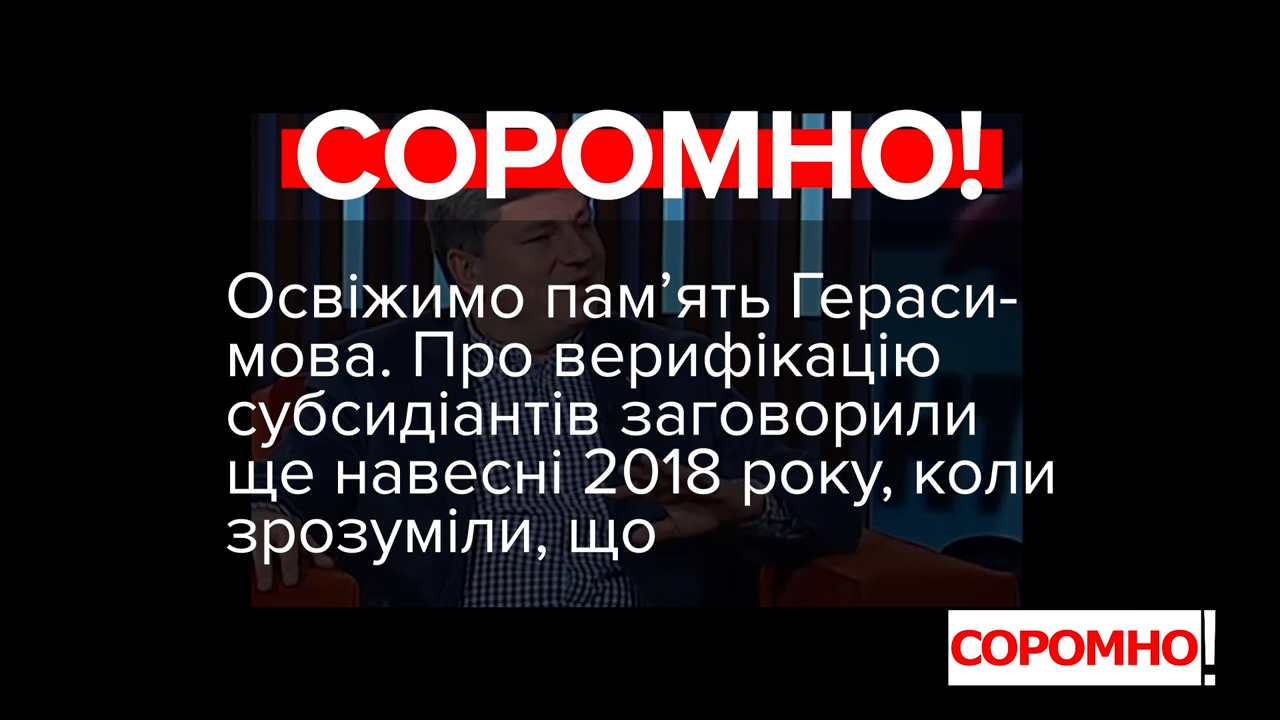 СОРОМНО!
Освіжимо пам’ять Гераси-
мова. Про верифікацію
субсидіантів заговорили
ще навесні 2018 року, коли
зрозуміли, що
СОРОМНО!